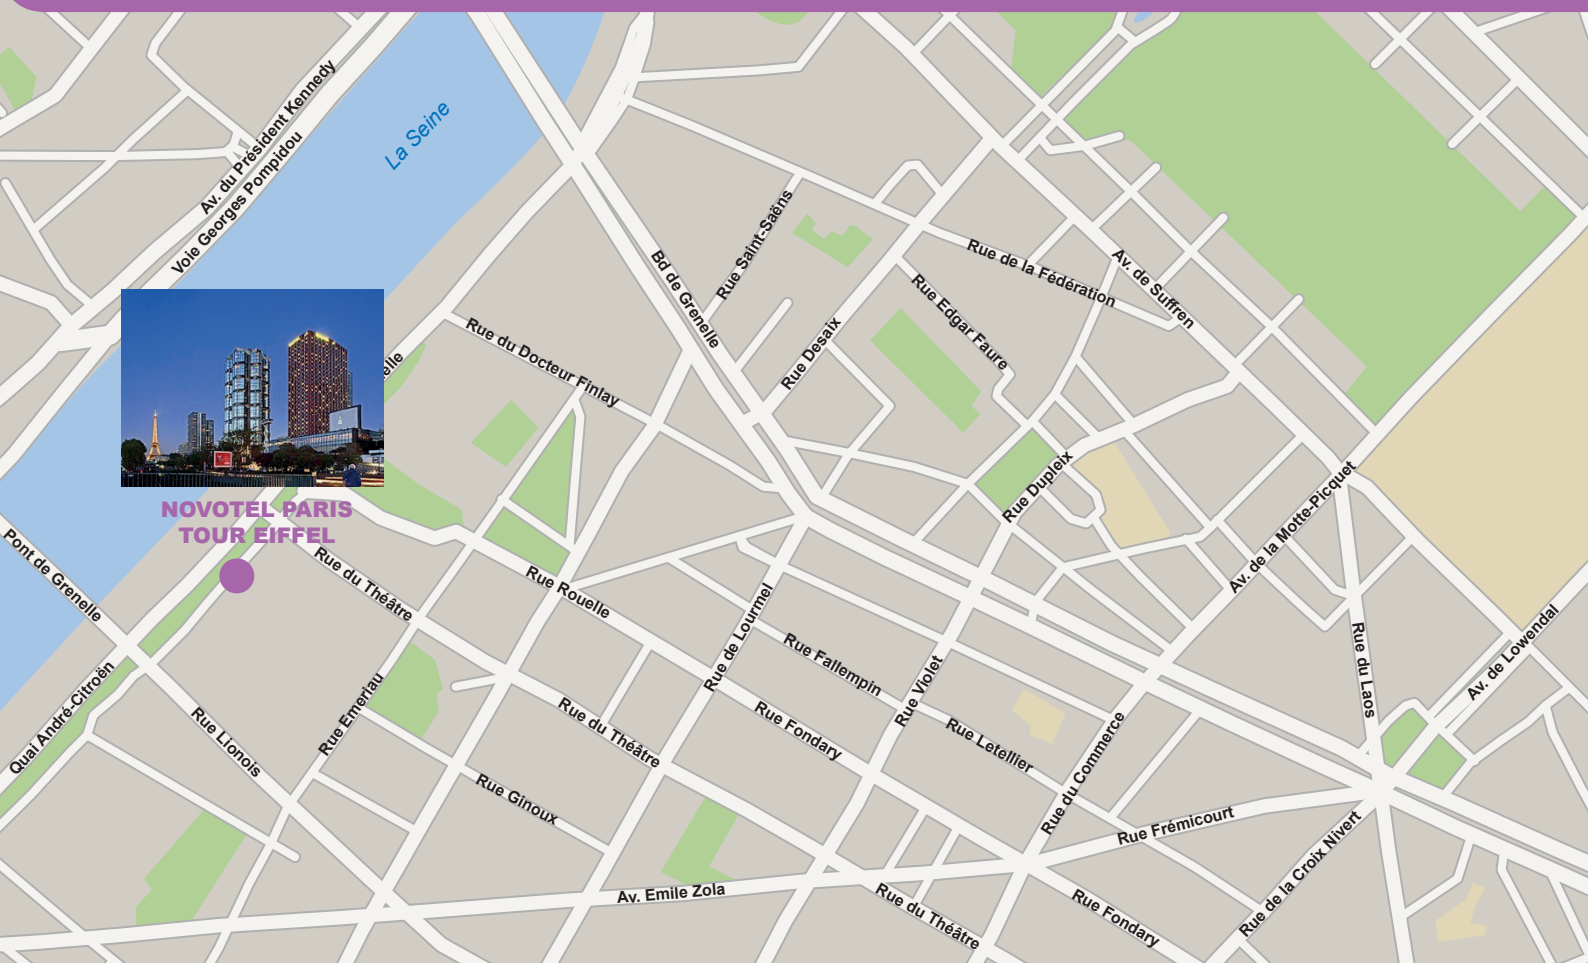 Av. du Président Kennedy
Voie Georges Pompidou
La Seine
Rue Saint-Saëns
Bd de Grenelle
Rue de la Fédération
Av. de Suffren
Rue Edgar Faure
Rue Desaix
Rue du Docteur Finlay
elle
Rue Dupleix
Av. de la Motte-Picquet
NOVOTEL PARIS
TOUR EIFFEL
Pont de Grenelle
Rue du Théâtre
Rue Rouelle
Rue de Lourmel
Rue Fallempin
Rue Violet
Rue du Laos
Av. de Lowendal
Quai André-Citroën
Rue Lionois
Rue Emeriau
Rue du Théâtre
Rue Fondary
Rue Letellier
Rue du Commerce
Rue Ginoux
Rue Frémicourt
Rue de la Croix Nivert
Av. Emile Zola
Rue du Théâtre
Rue Fondary